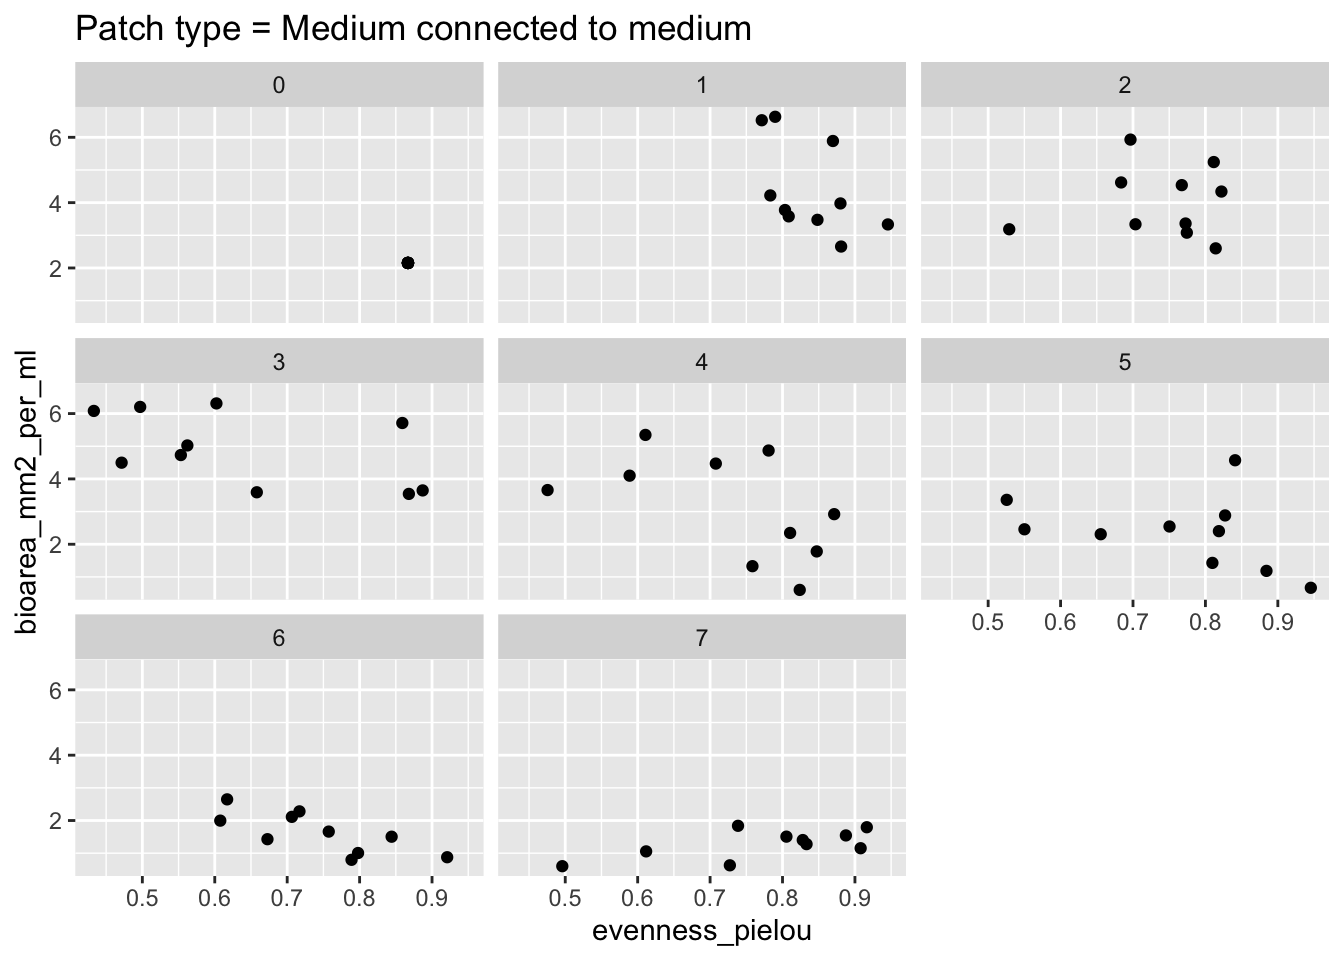 Patch type = Medium connected to medium
0 1 2
6
4
2
3 4 5
6
4
2
0.5 0.6 0.7 0.8 0.9
6 7
6
4
2
0.5 0.6 0.7 0.8 0.9 0.5 0.6 0.7 0.8 0.9
evenness_pielou
bioarea_mm2_per_ml